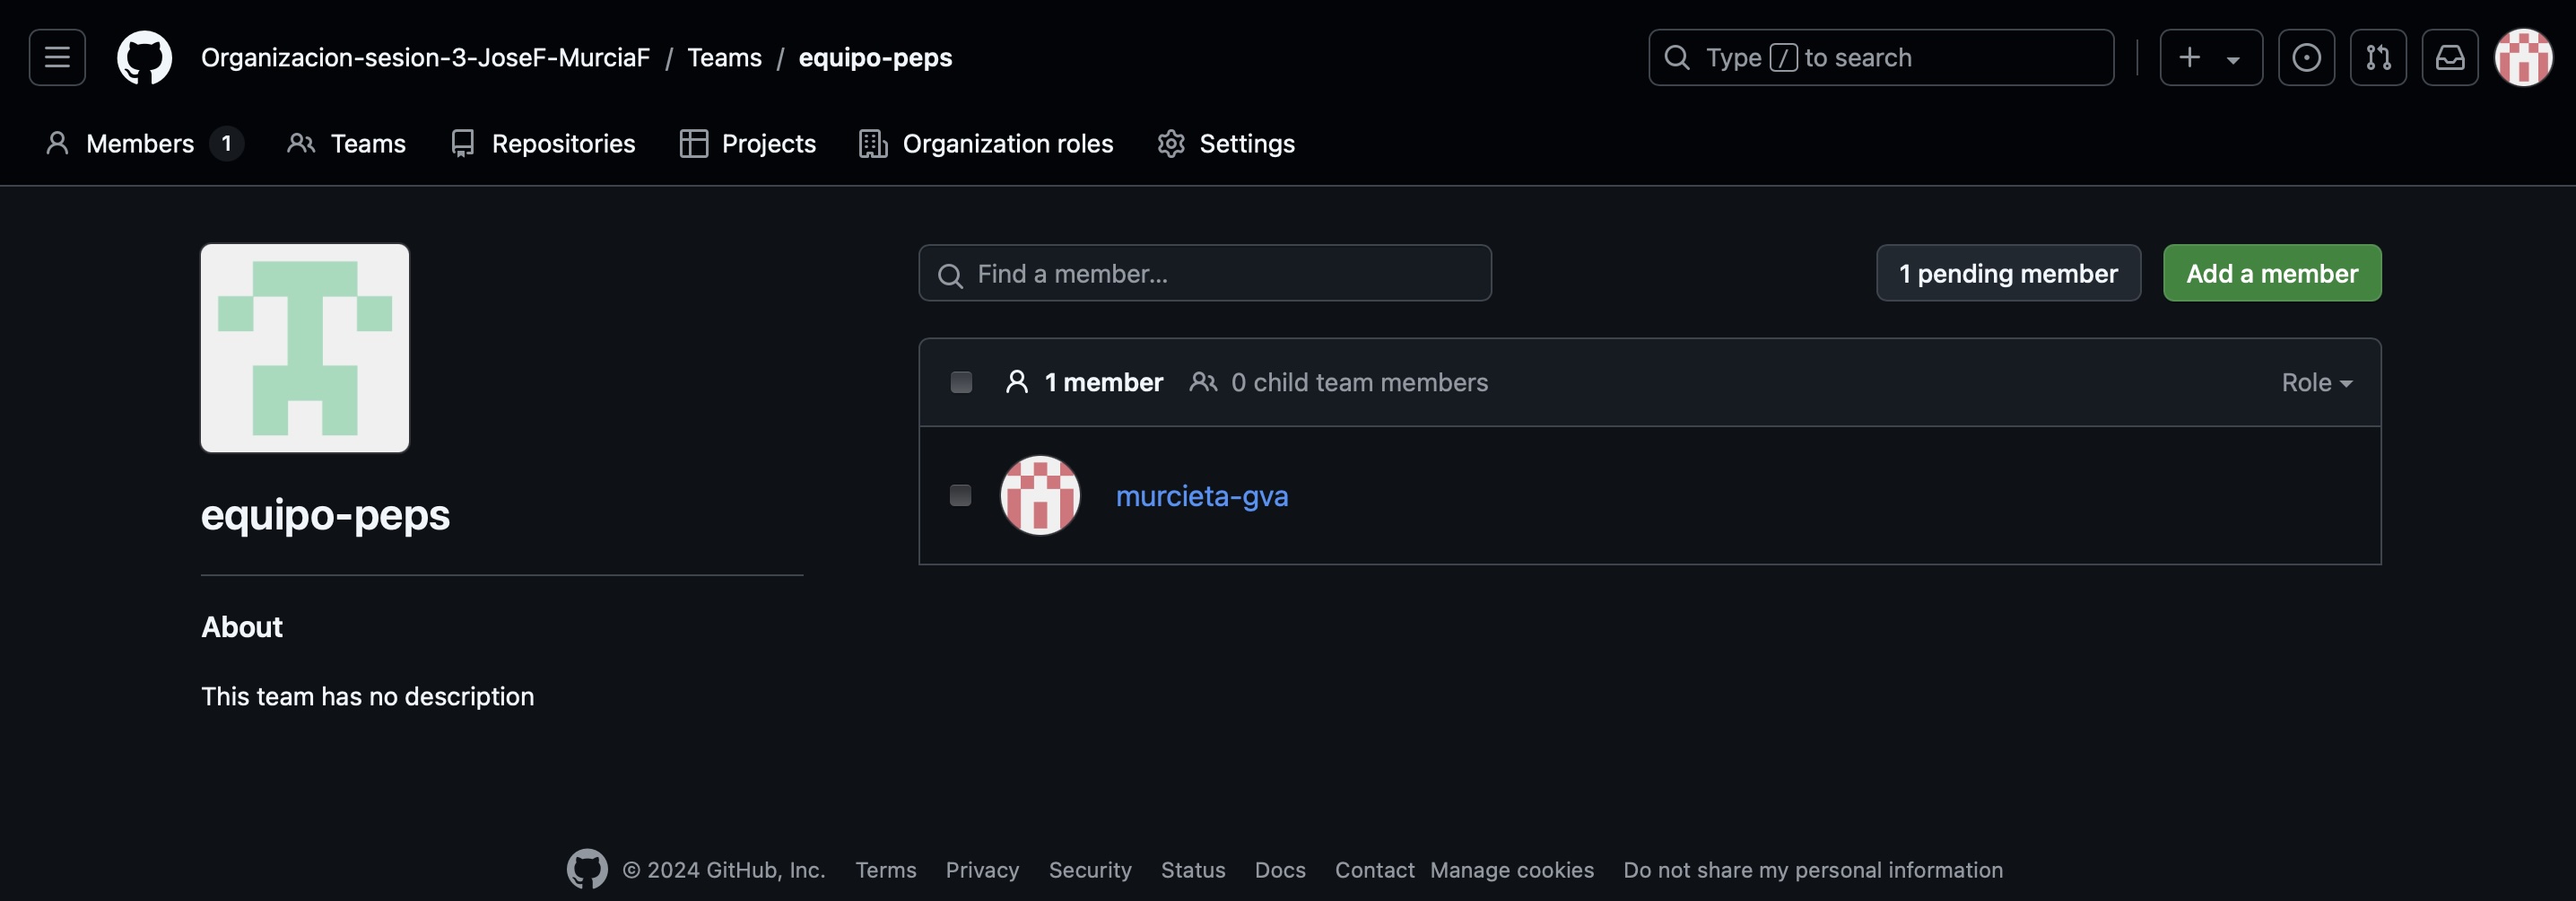 Organizacion-sesion-3-JoseF-MurciaF / Teams / equipo-peps
Type / to search
Members 1 Teams Repositories Projects Organization roles Settings
Find a member...
1 pending member
Add a member
1 member 0 child team members
Role
murcieta-gva
equipo-peps
About
This team has no description
© 2024 GitHub, Inc. Terms Privacy Security Status Docs Contact Manage cookies Do not share my personal information